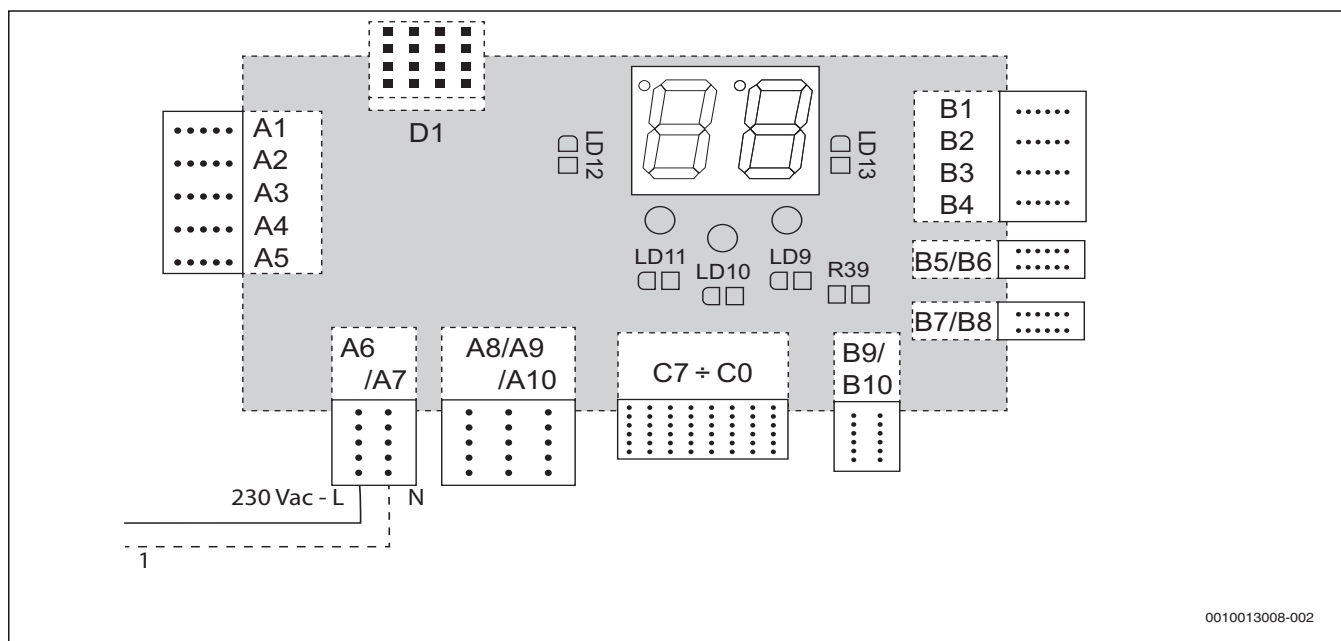 D1
A1
A2
A3
A4
A5
LD12
LD13
B1
B2
B3
B4
LD11
LD10
LD9
R39
B5/B6
B7/B8
A6
/A7
A8/A9
/A10
C7 ÷ C0
B9/
B10
230 Vac - L
N
1
0010013008-002